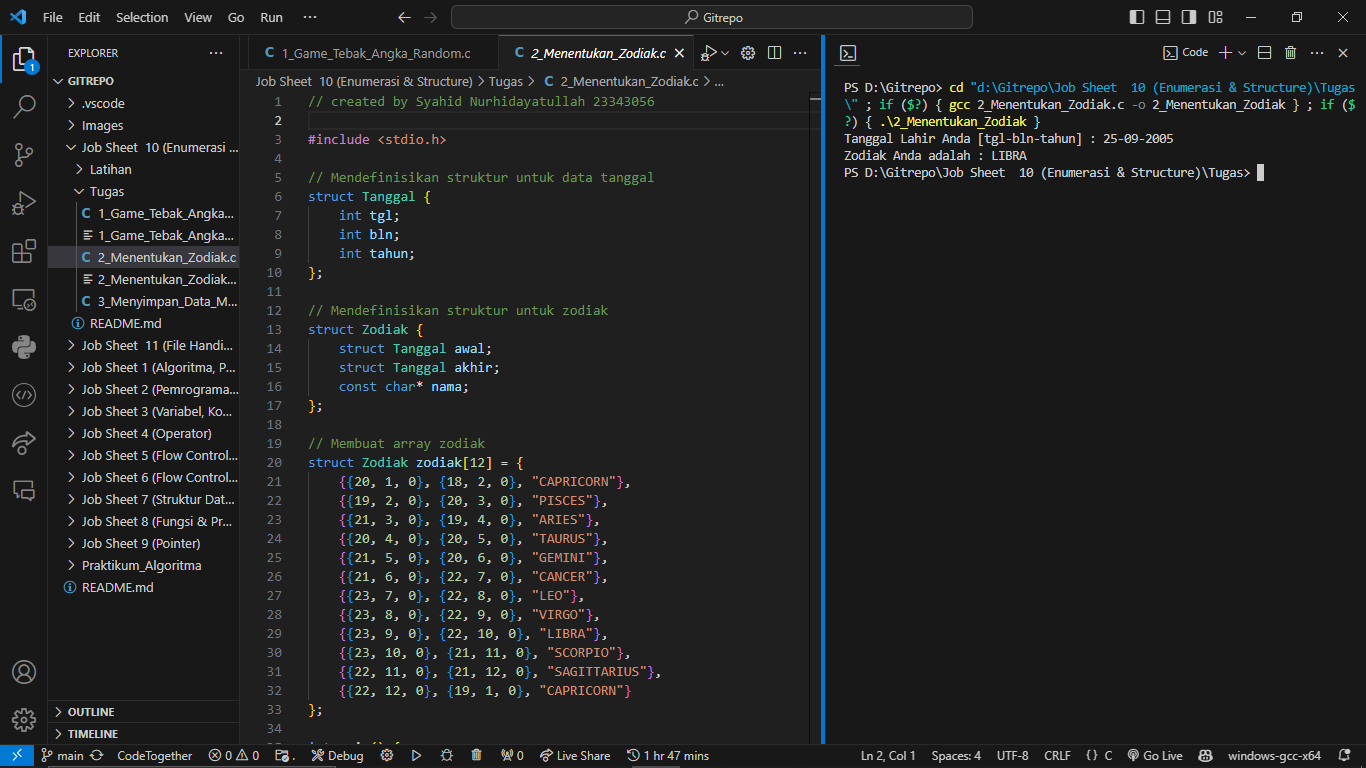 File Edit Selection View Go Run ··· Gitrepo
EXPLORER ···
GITREPO
.vscode
Images
Job Sheet 10 (Enumerasi ...
Latihan
Tugas
1_Game_Tebak_Angka...
1_Game_Tebak_Angka...
2_Menentukan_Zodiak.c
2_Menentukan_Zodiak...
3_Menyimpan_Data_M...
README.md
Job Sheet 11 (File Handi...
Job Sheet 1 (Algoritma, P...
Job Sheet 2 (Pemrograma...
Job Sheet 3 (Variabel, Ko...
Job Sheet 4 (Operator)
Job Sheet 5 (Flow Control...
Job Sheet 6 (Flow Control...
Job Sheet 7 (Struktur Dat...
Job Sheet 8 (Fungsi & Pr...
Job Sheet 9 (Pointer)
Praktikum_Algoritma
README.md
OUTLINE
TIMELINE
1_Game_Tebak_Angka_Random.c 2_Menentukan_Zodiak.c
Job Sheet 10 (Enumerasi & Structure) > Tugas > C 2_Menentukan_Zodiak.c > ...
1 // created by Syahid Nurhidayatullah 23343056
2
3 #include <stdio.h>
4
5 // Mendefinisikan struktur untuk data tanggal
6 struct Tanggal {
7 int tgl;
8 int bln;
9 int tahun;
10 };
11
12 // Mendefinisikan struktur untuk zodiak
13 struct Zodiak {
14 struct Tanggal awal;
15 struct Tanggal akhir;
16 const char* nama;
17 };
18
19 // Membuat array zodiak
20 struct Zodiak zodiak[12] = {
21 {{20, 1, 0}, {18, 2, 0}, "CAPRICORN"},
22 {{19, 2, 0}, {20, 3, 0}, "PISCES"},
23 {{21, 3, 0}, {19, 4, 0}, "ARIES"},
24 {{20, 4, 0}, {20, 5, 0}, "TAURUS"},
25 {{21, 5, 0}, {20, 6, 0}, "GEMINI"},
26 {{21, 6, 0}, {22, 7, 0}, "CANCER"},
27 {{23, 7, 0}, {22, 8, 0}, "LEO"},
28 {{23, 8, 0}, {22, 9, 0}, "VIRGO"},
29 {{23, 9, 0}, {22, 10, 0}, "LIBRA"},
30 {{23, 10, 0}, {21, 11, 0}, "SCORPIO"},
31 {{22, 11, 0}, {21, 12, 0}, "SAGITTARIUS"},
32 {{22, 12, 0}, {19, 1, 0}, "CAPRICORN"}
33 };
34
Code
PS D:\Gitrepo> cd "d:\Gitrepo\Job Sheet  10 (Enumerasi & Structure)\Tugas
\" ; if ($?) { gcc 2_Menentukan_Zodiak.c -o 2_Menentukan_Zodiak } ; if ($
?) { .\2_Menentukan_Zodiak }
Tanggal Lahir Anda [tgl-bln-tahun] : 25-09-2005
Zodiak Anda adalah : LIBRA
PS D:\Gitrepo\Job Sheet  10 (Enumerasi & Structure)\Tugas>
main CodeTogether 0 0 . Debug 0 Live Share 1 hr 47 mins Ln 2, Col 1 Spaces: 4 UTF-8 CRLF { } C Go Live windows-gcc-x64